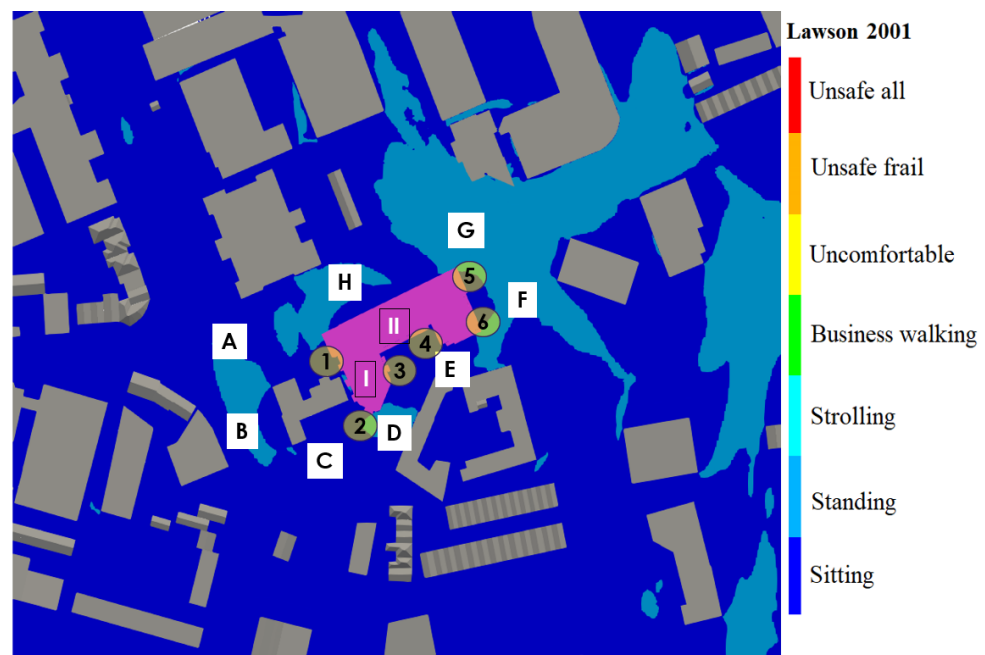 Lawson 2001
Unsafe all
Unsafe frail
Uncomfortable
Business walking
Strolling
Standing
Sitting
G
H
5
F
II
6
A
4
1
E
3
I
B
2
D
C